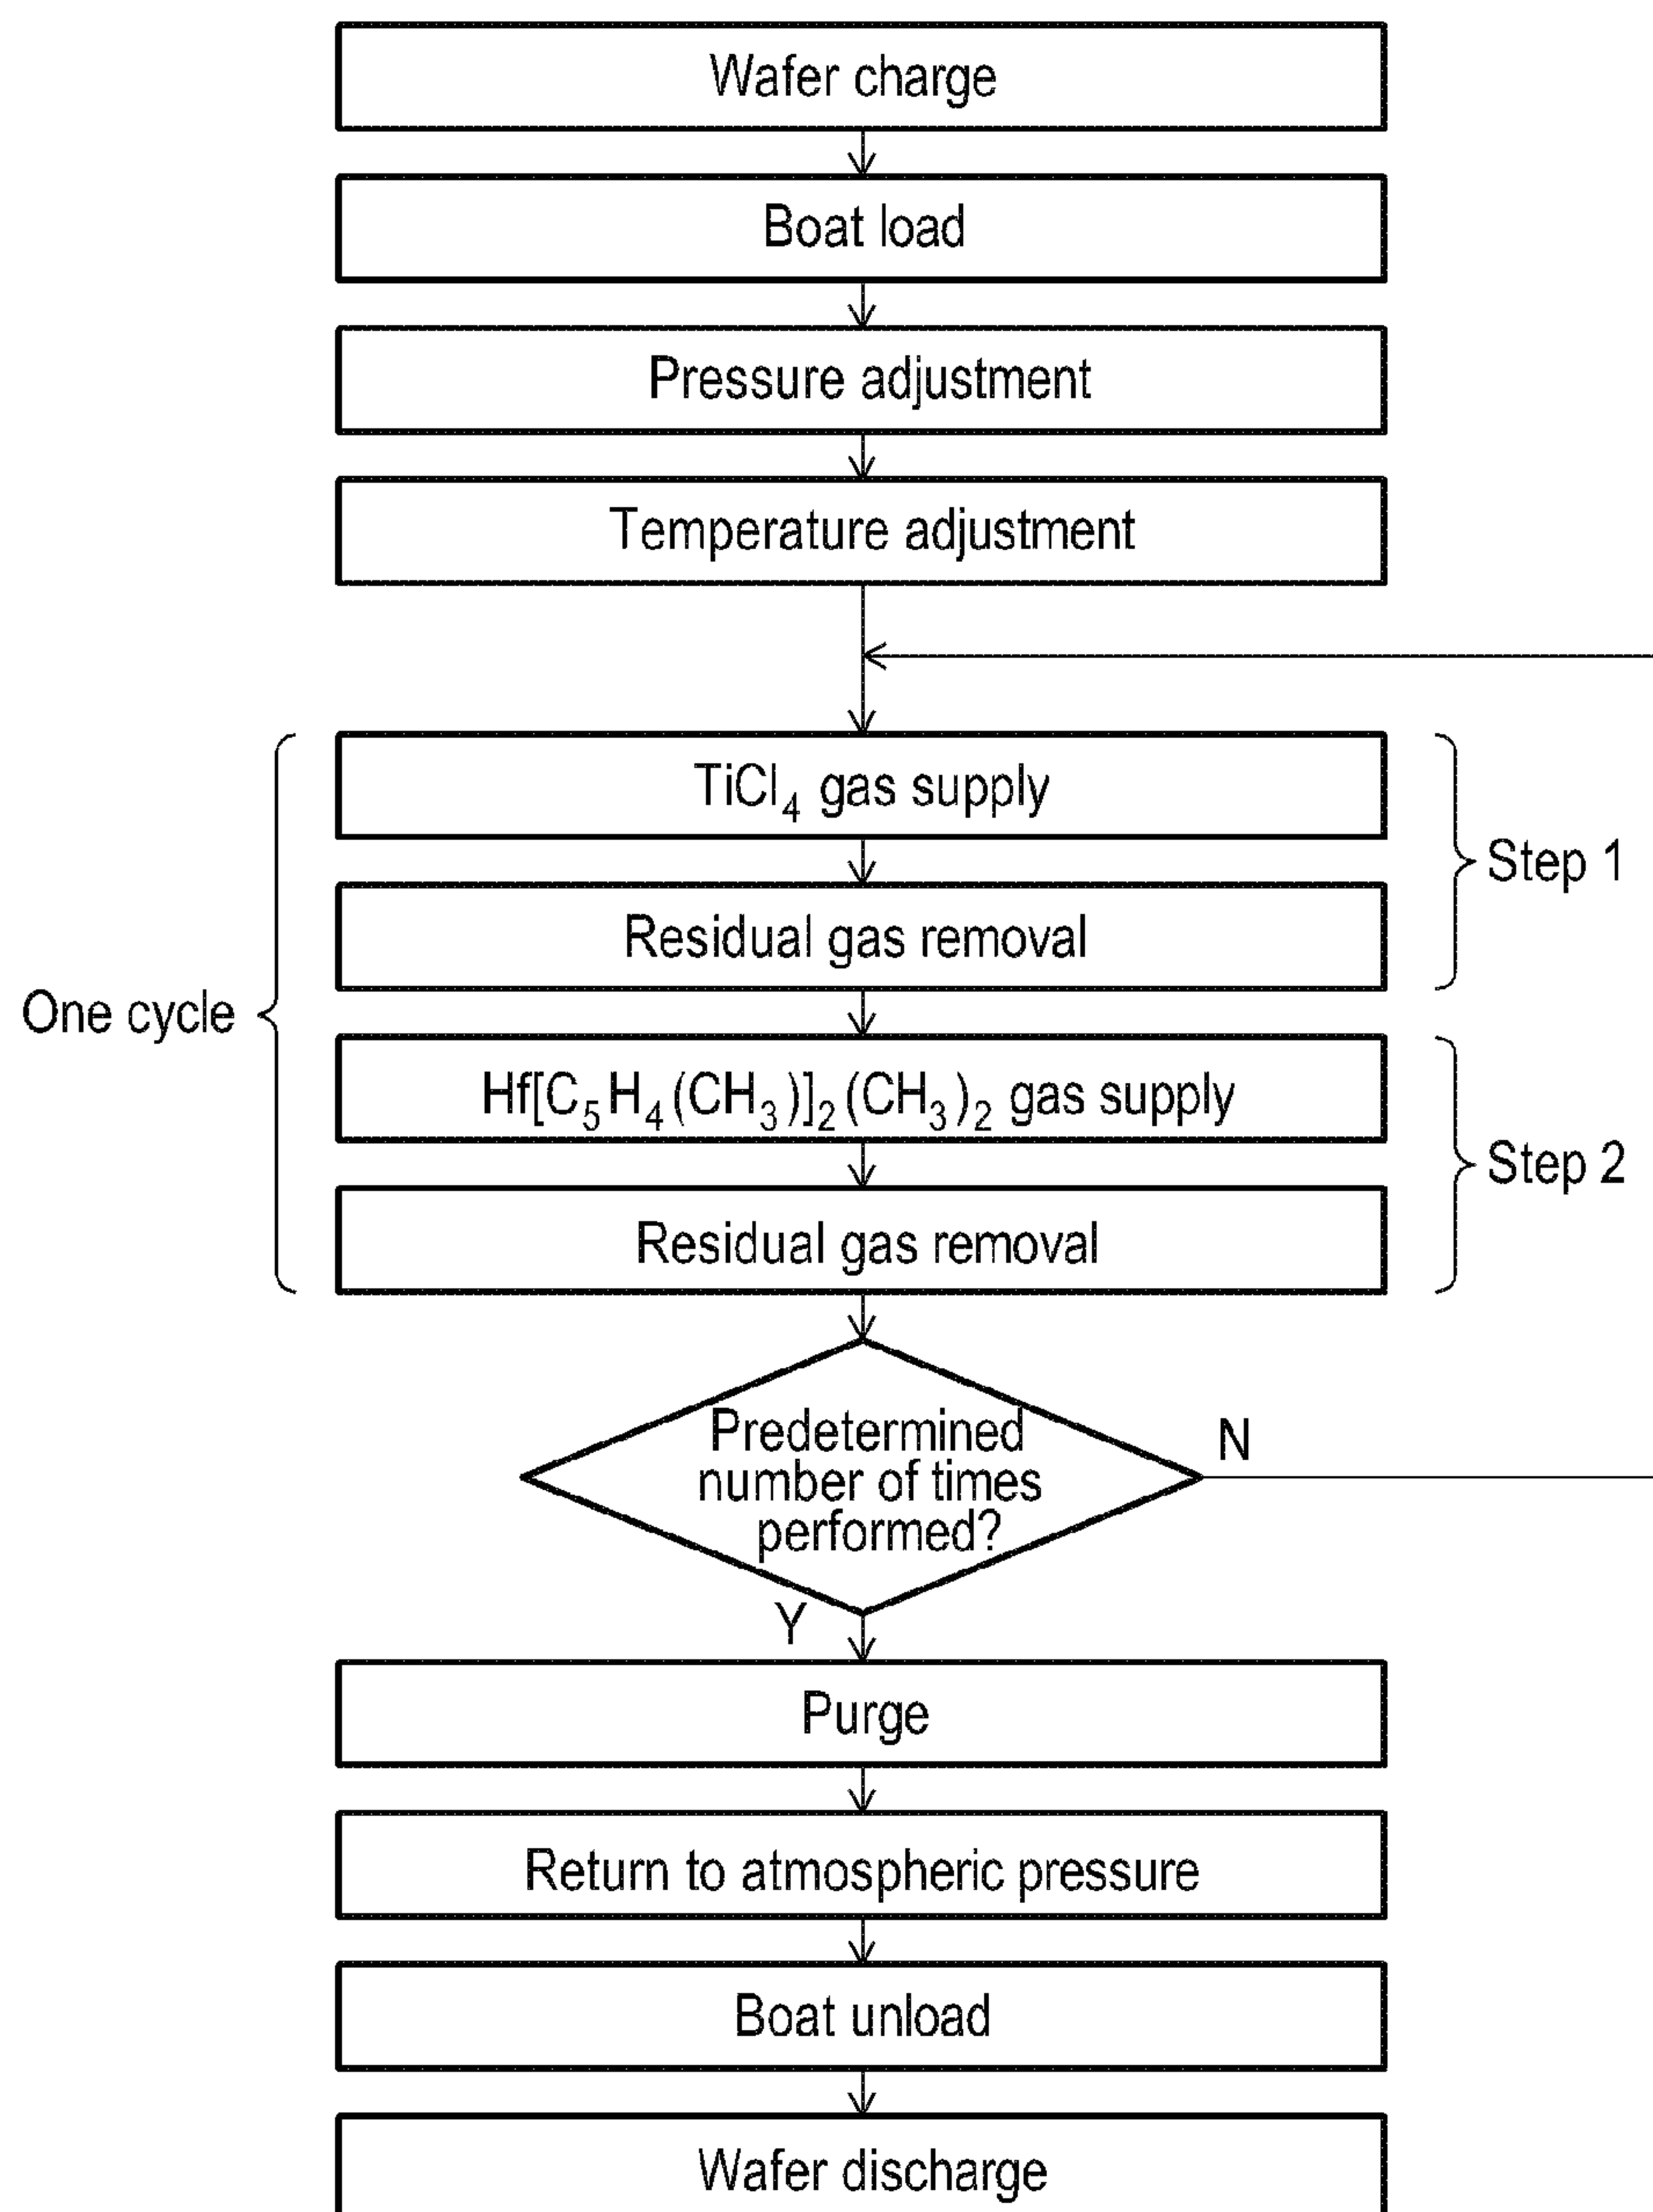 Wafer charge
Boat load
Pressure adjustment
Temperature adjustment
TiCl₄ gas supply
Step 1
Residual gas removal
One cycle
Hf[C₅H₄(CH₃)]₂(CH₃)₂ gas supply
Step 2
Residual gas removal
Predetermined
number of times
performed?
N
Y
Purge
Return to atmospheric pressure
Boat unload
Wafer discharge